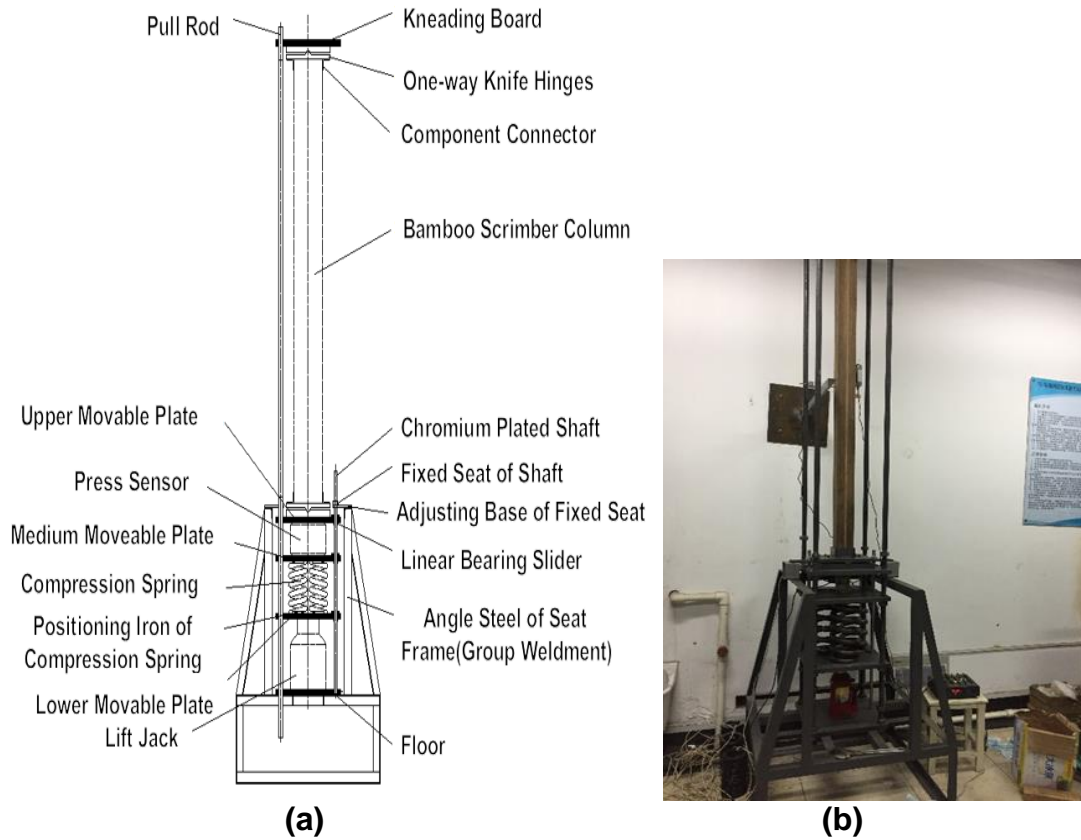 Pull Rod
Kneading Board
One-way Knife Hinges
Component Connector
Bamboo Scrimber Column
Upper Movable Plate
Press Sensor
Medium Moveable Plate
Compression Spring
Positioning Iron of
Compression Spring
Lower Movable Plate
Lift Jack
Chromium Plated Shaft
Fixed Seat of Shaft
Adjusting Base of Fixed Seat
Linear Bearing Slider
Angle Steel of Seat
Frame(Group Weldment)
Floor
(a)
(b)